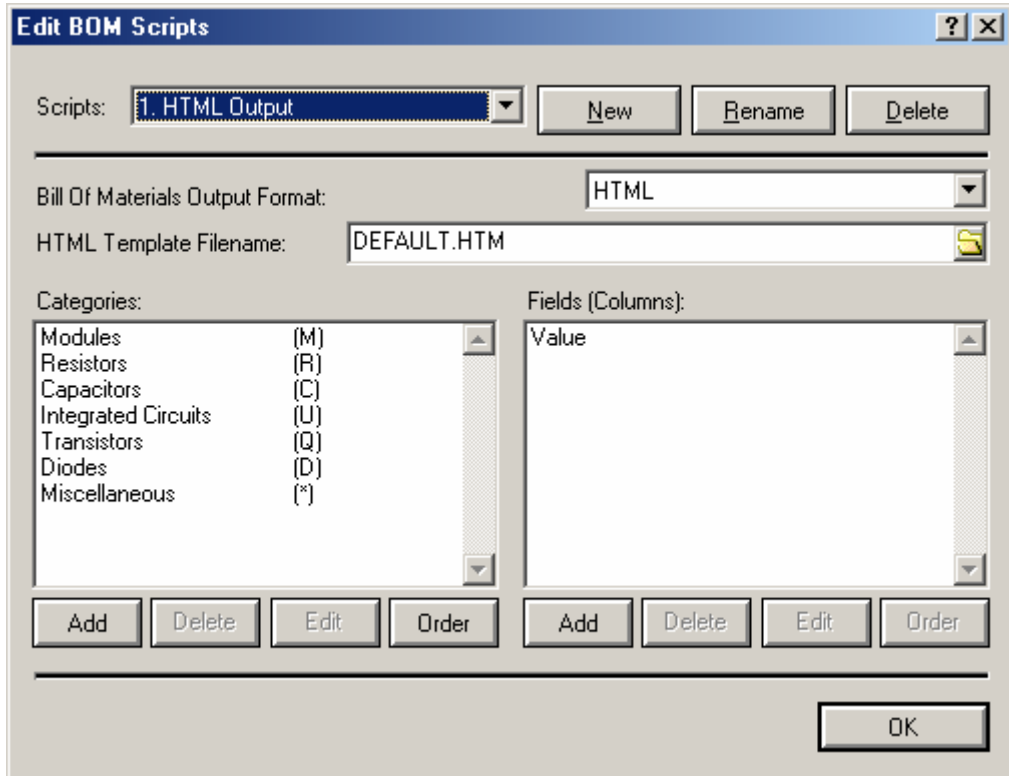 Edit BOM Scripts
Scripts: 1. HTML Output New Rename Delete
Bill Of Materials Output Format: HTML
HTML Template Filename: DEFAULT.HTM
Categories: Fields (Columns):
Modules (M) Value
Resistors (R)
Capacitors (C)
Integrated Circuits (U)
Transistors (Q)
Diodes (D)
Miscellaneous (*)
Add Delete Edit Order Add Delete Edit Order
OK